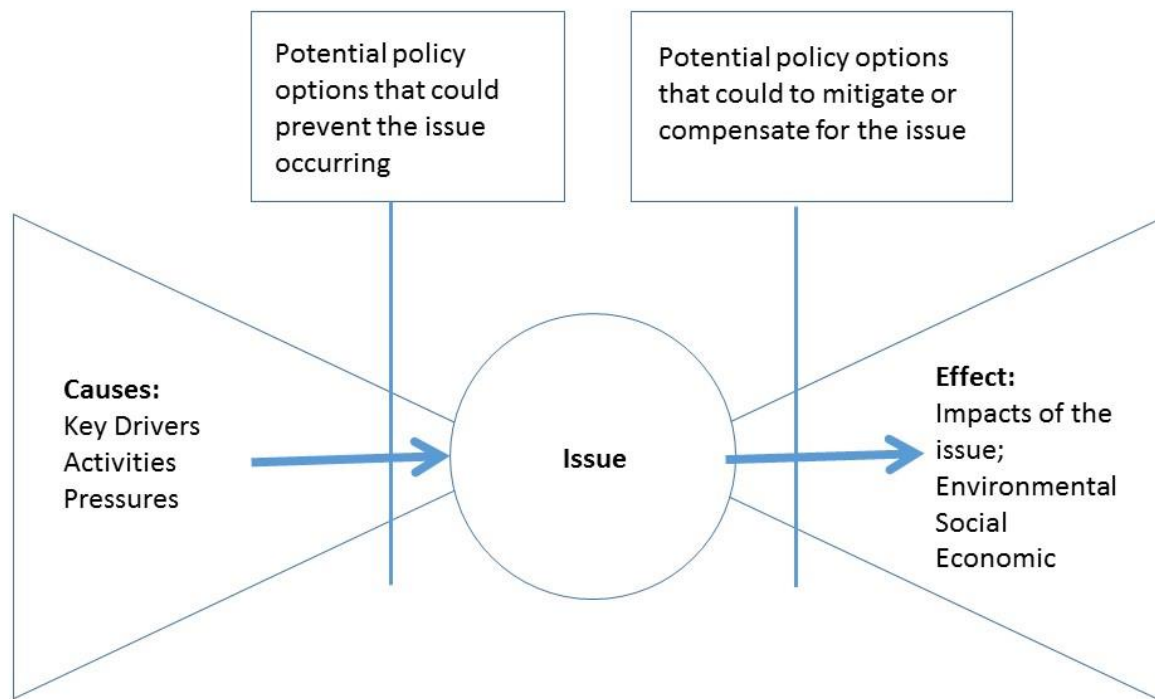 Potential policy
options that could
prevent the issue
occurring
Potential policy options
that could to mitigate or
compensate for the issue
Causes:
Key Drivers
Activities
Pressures
Issue
Effect:
Impacts of the
issue;
Environmental
Social
Economic